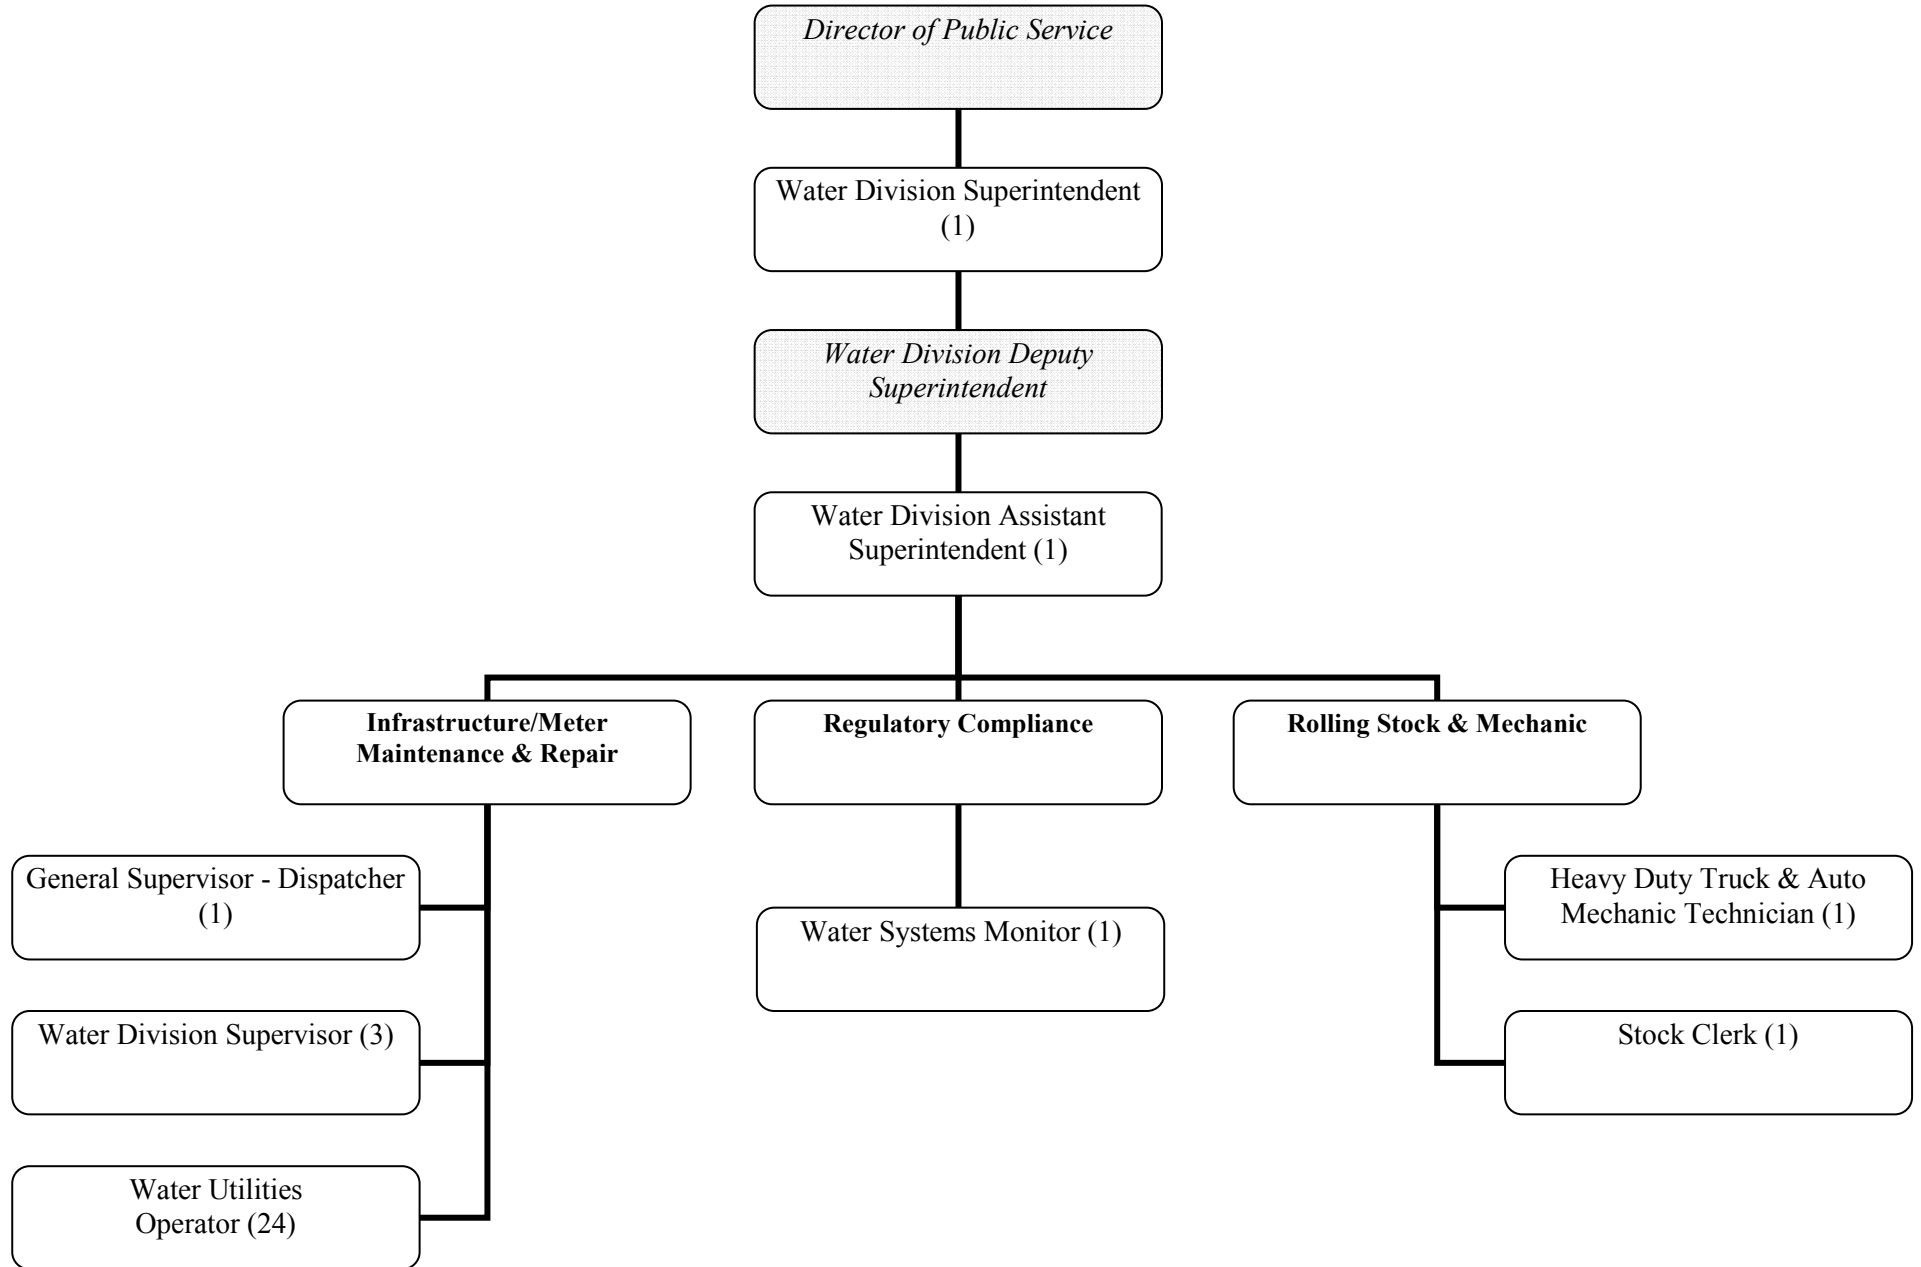 Director of Public Service
Water Division Superintendent
(1)
Water Division Deputy
Superintendent
Water Division Assistant
Superintendent (1)
Infrastructure/Meter
Maintenance & Repair
Regulatory Compliance
Rolling Stock & Mechanic
General Supervisor - Dispatcher
(1)
Water Division Supervisor (3)
Water Utilities
Operator (24)
Water Systems Monitor (1)
Heavy Duty Truck & Auto
Mechanic Technician (1)
Stock Clerk (1)